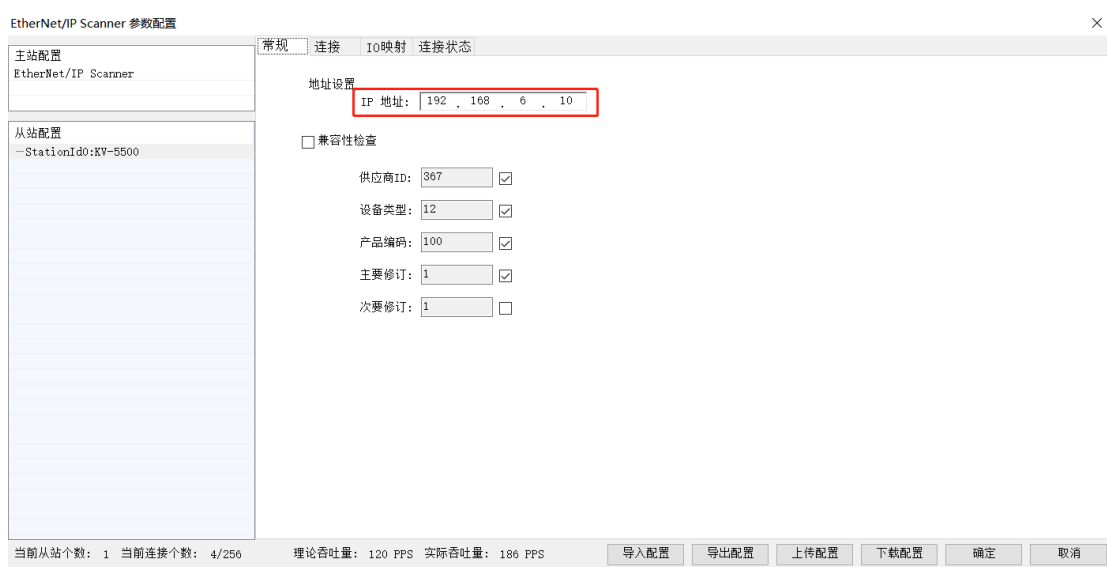 EtherNet/IP Scanner 参数配置
主站配置
EtherNet/IP Scanner
从站配置
—StationId0:KV-5500
常规 连接 IO映射 连接状态
地址设置
IP 地址: 192 . 168 . 6 . 10
兼容性检查
供应商ID: 367
设备类型: 12
产品编码: 100
主要修订: 1
次要修订: 1
当前从站个数: 1 当前连接个数: 4/256 理论吞吐量: 120 PPS 实际吞吐量: 186 PPS 导入配置 导出配置 上传配置 下载配置 确定 取消